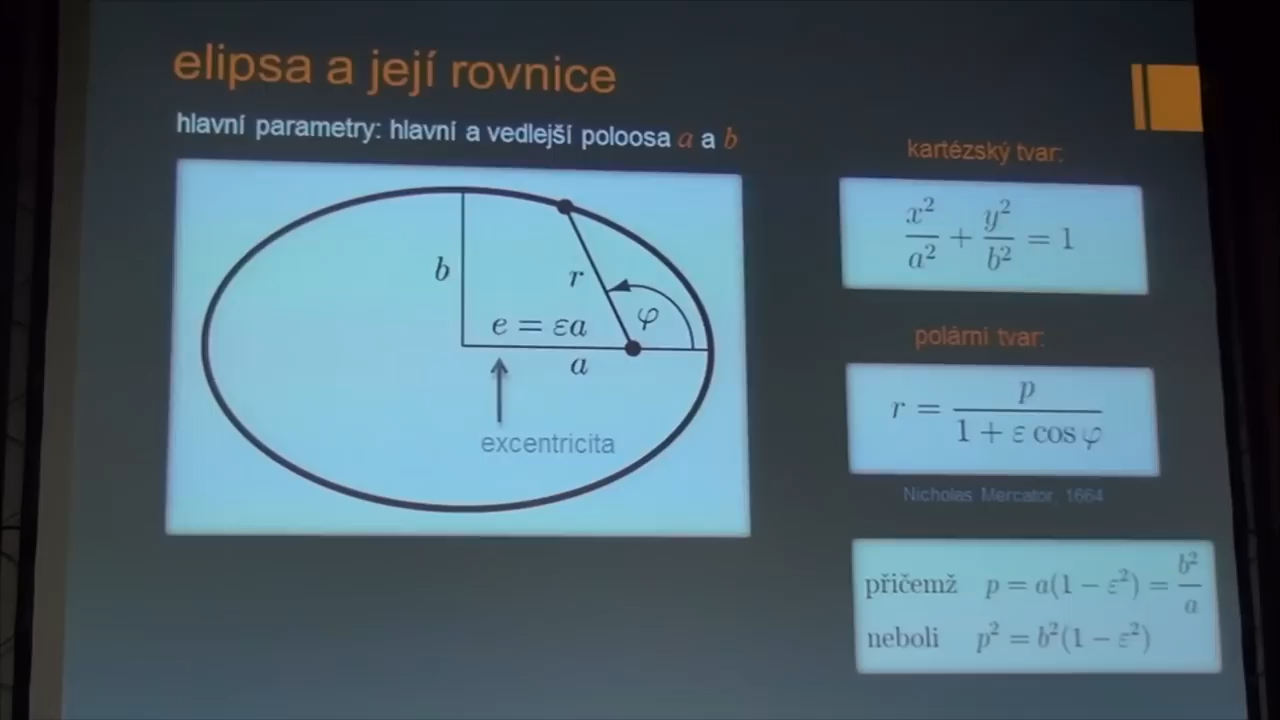 elipsa a její rovnice
hlavní parametry: hlavní a vedlejší poloosa a a b
b
r
φ
e = εa
a
excentricita
kartézský tvar:
x²/a² + y²/b² = 1
polární tvar:
r = p/(1 + ε cos φ)
Nicholas Mercator 1664
přičemž p = a(1 − ε²) = b²/a
neboli p² = b²(1 − ε²)